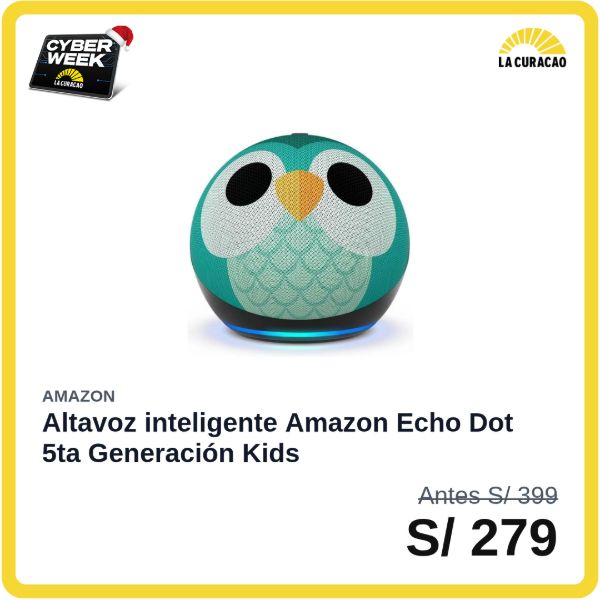 CYBER
WEEK
LA CURACAO
LA CURACAO
AMAZON
Altavoz inteligente Amazon Echo Dot
5ta Generación Kids
Antes S/ 399
S/ 279